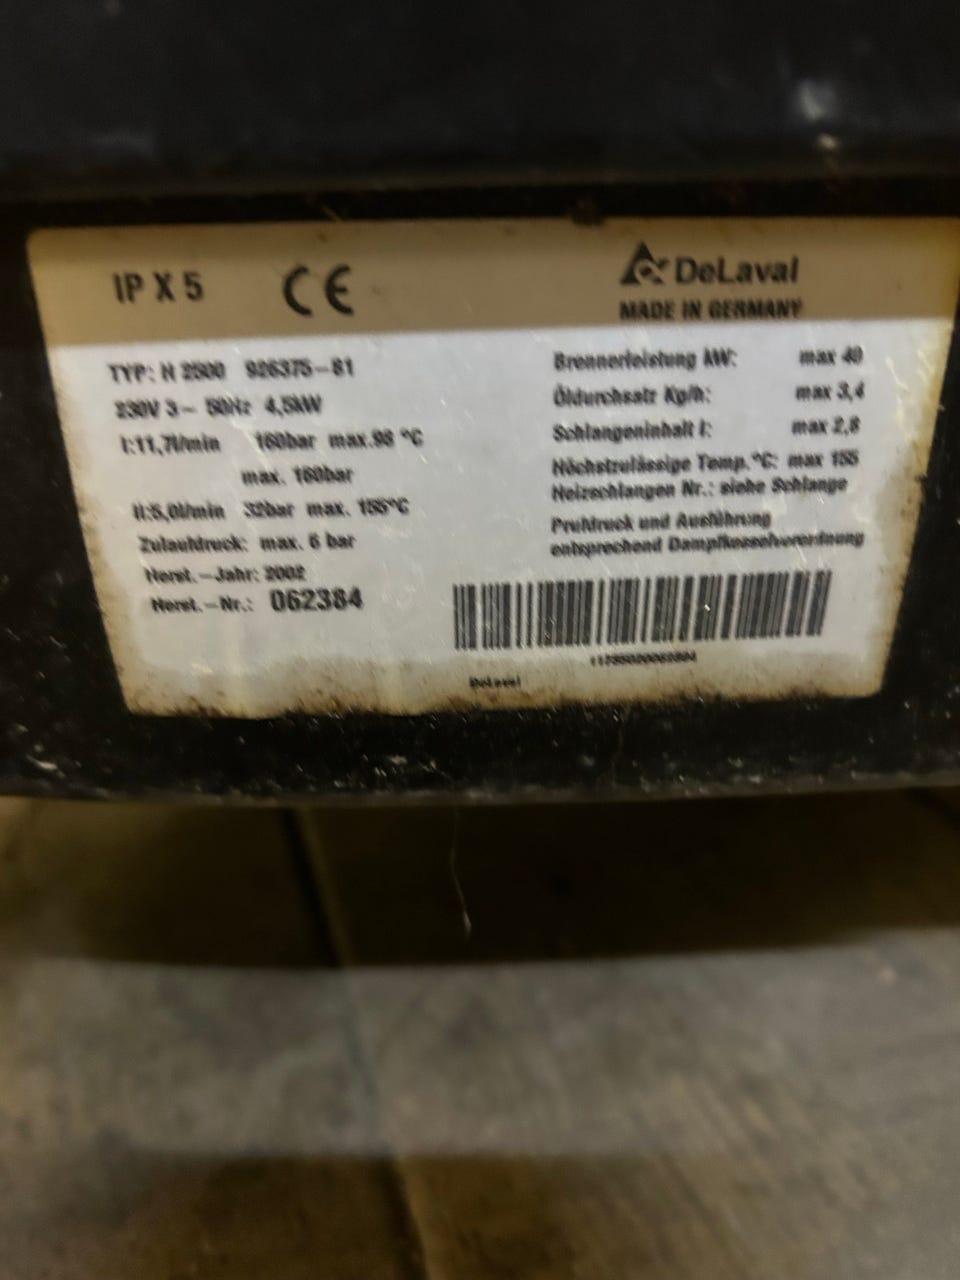 IP X 5 CE
DeLaval
MADE IN GERMANY
TYP: H 2500 926375-81
230V 3~ 50Hz 4,5kW
I:11,7l/min 160bar max.98 °C
max. 160bar
II:5,0l/min 32bar max. 155°C
Zulaufdruck: max. 6 bar
Herst.-Jahr: 2002
Herst.-Nr.: 062384
Brennerleistung kW: max 40
Öldurchsatz Kg/h: max 3,4
Schlangeninhalt l: max 2,8
Höchstzulässige Temp.°C: max 155
Heizschlangen Nr.: siehe Schlange
Prüfdruck und Ausführung
entsprechend Dampfkesselverordnung
DeLaval